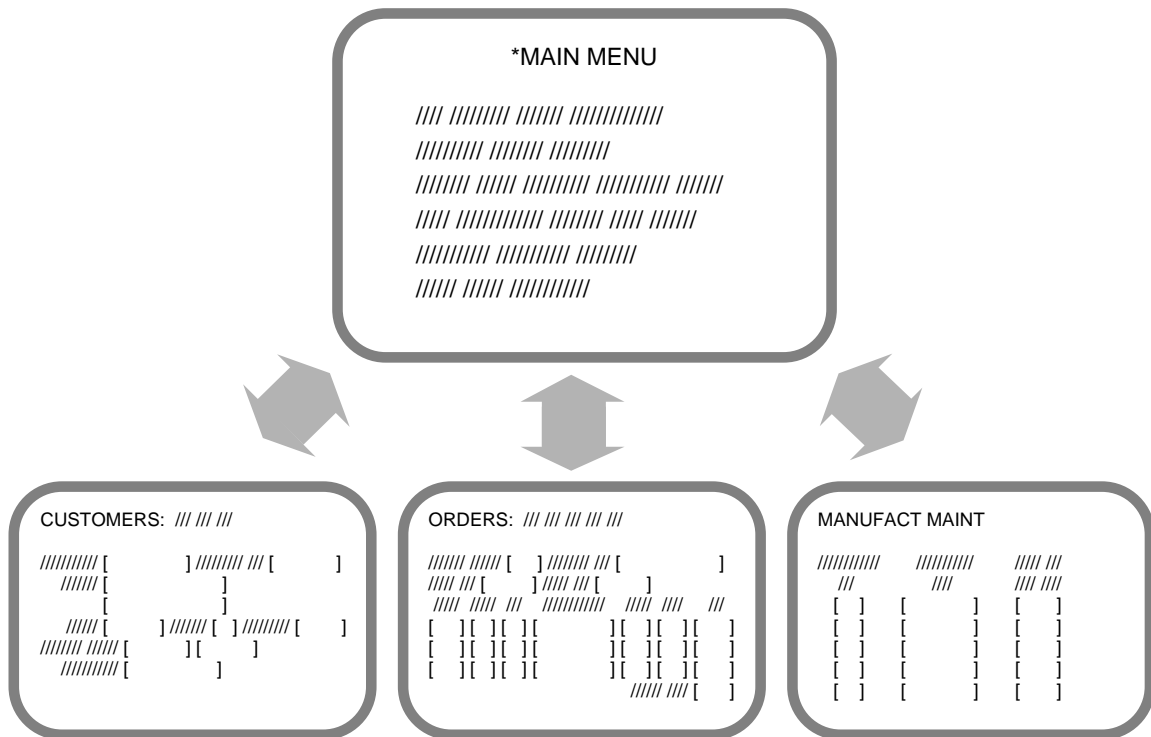 *MAIN MENU
//// ///////// /////// //////////////
////////// //////// /////////
//////// ////// ////////// /////////// ///////
///// ///////////// //////// ///// ///////
/////////// /////////// /////////
////// ////// ////////////
CUSTOMERS: /// /// ///
/////////// [ ] ///////// /// [ ]
/////// [ ]
[ ]
////// [ ] /////// [ ] ///////// [ ]
//////// ////// [ ] [ ]
/////////// [ ]
ORDERS: /// /// /// /// ///
/////// ////// [ ] //////// /// [ ]
///// /// [ ] ///// /// [ ]
///// ///// /// //////////// ///// //// ///
[ ] [ ] [ ] [ ] [ ] [ ] [ ]
[ ] [ ] [ ] [ ] [ ] [ ] [ ]
[ ] [ ] [ ] [ ] [ ] [ ] [ ]
////// //// [ ]
MANUFACT MAINT
//////////// /////////// ///// ///
/// //// //// ////
[ ] [ ] [ ]
[ ] [ ] [ ]
[ ] [ ] [ ]
[ ] [ ] [ ]
[ ] [ ] [ ]